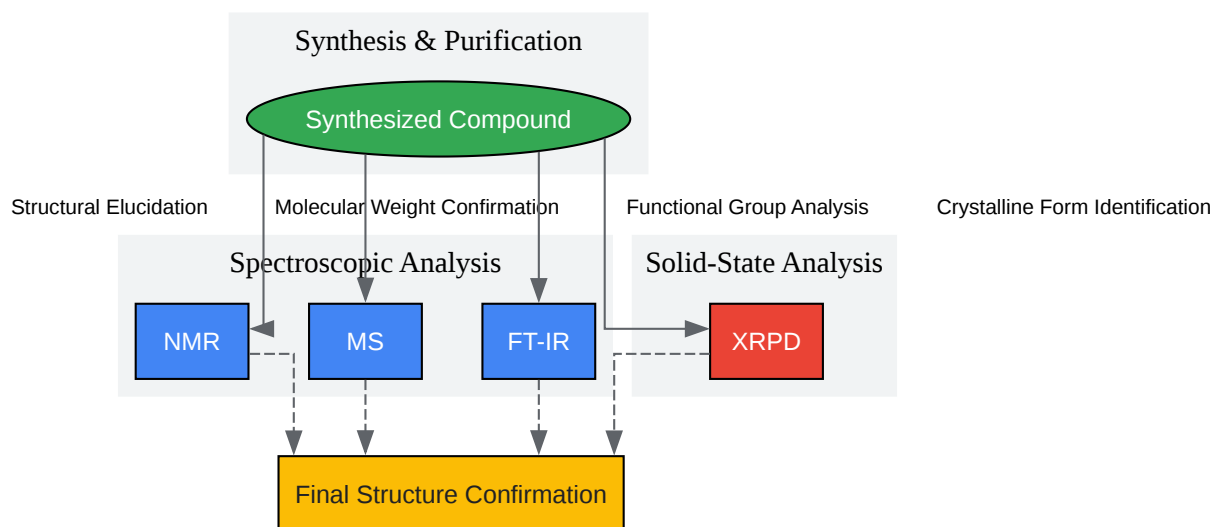 Synthesis & Purification
Synthesized Compound
Structural Elucidation
Molecular Weight Confirmation
Functional Group Analysis
Crystalline Form Identification
Spectroscopic Analysis
Solid-State Analysis
NMR
MS
FT-IR
XRPD
Final Structure Confirmation